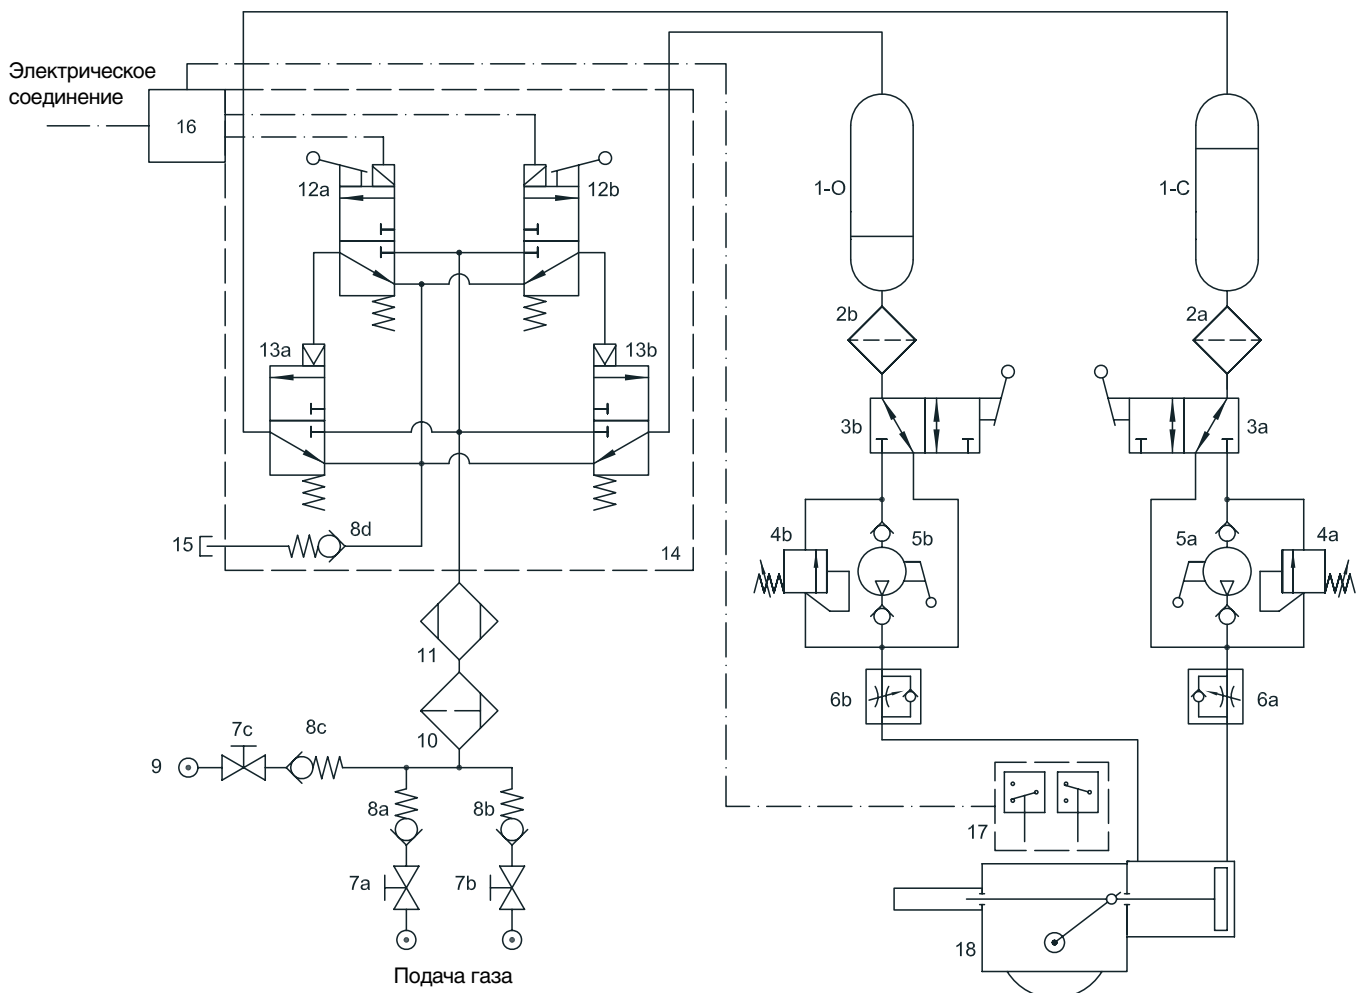 Электрическое
соединение
16
12a
12b
1-O
1-C
2b
2a
13a
13b
3b
3a
15
8d
14
4b
5b
5a
4a
11
6b
6a
7c
8c
10
9
8a
8b
17
7a
7b
18
Подача газа